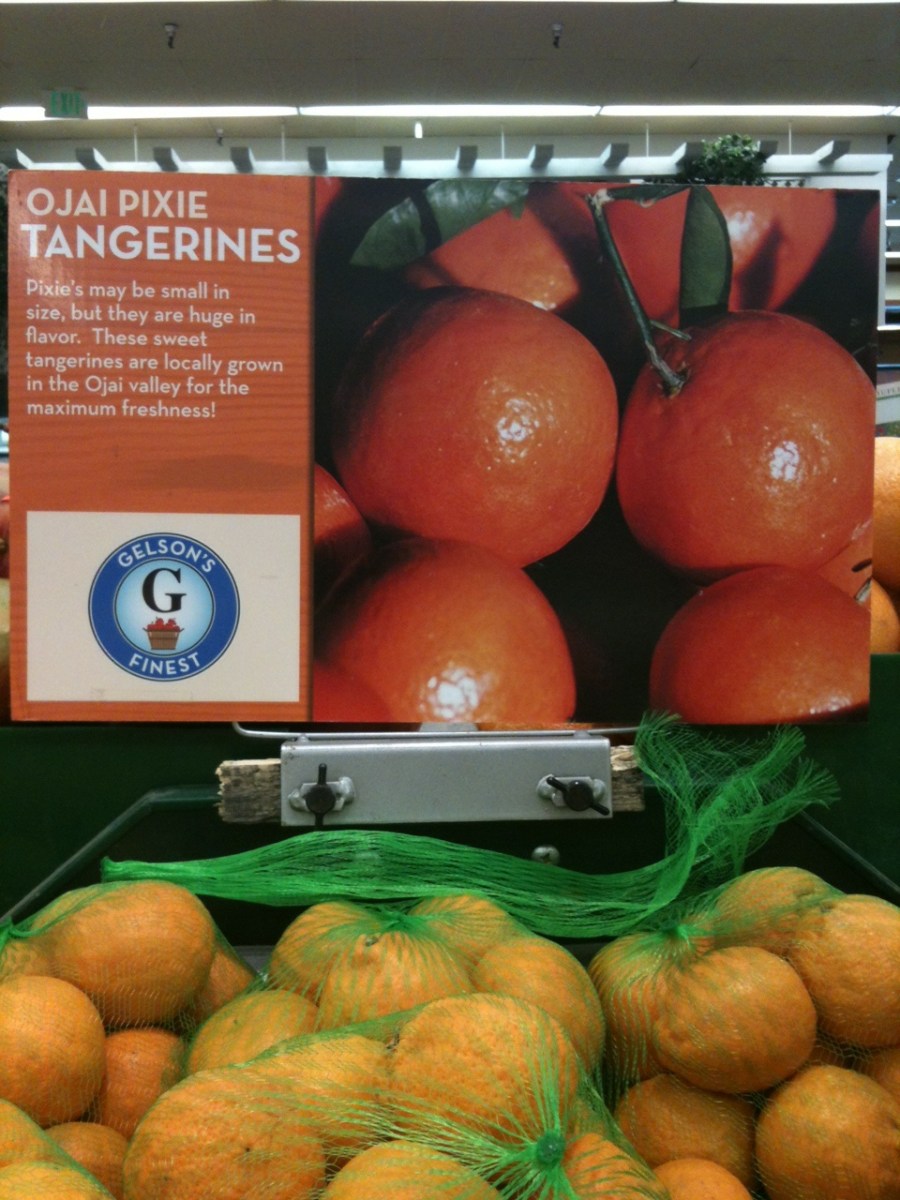 EXIT
OJAI PIXIE
TANGERINES
Pixie's may be small in
size, but they are huge in
flavor. These sweet
tangerines are locally grown
in the Ojai valley for the
maximum freshness!
GELSON'S
G
FINEST